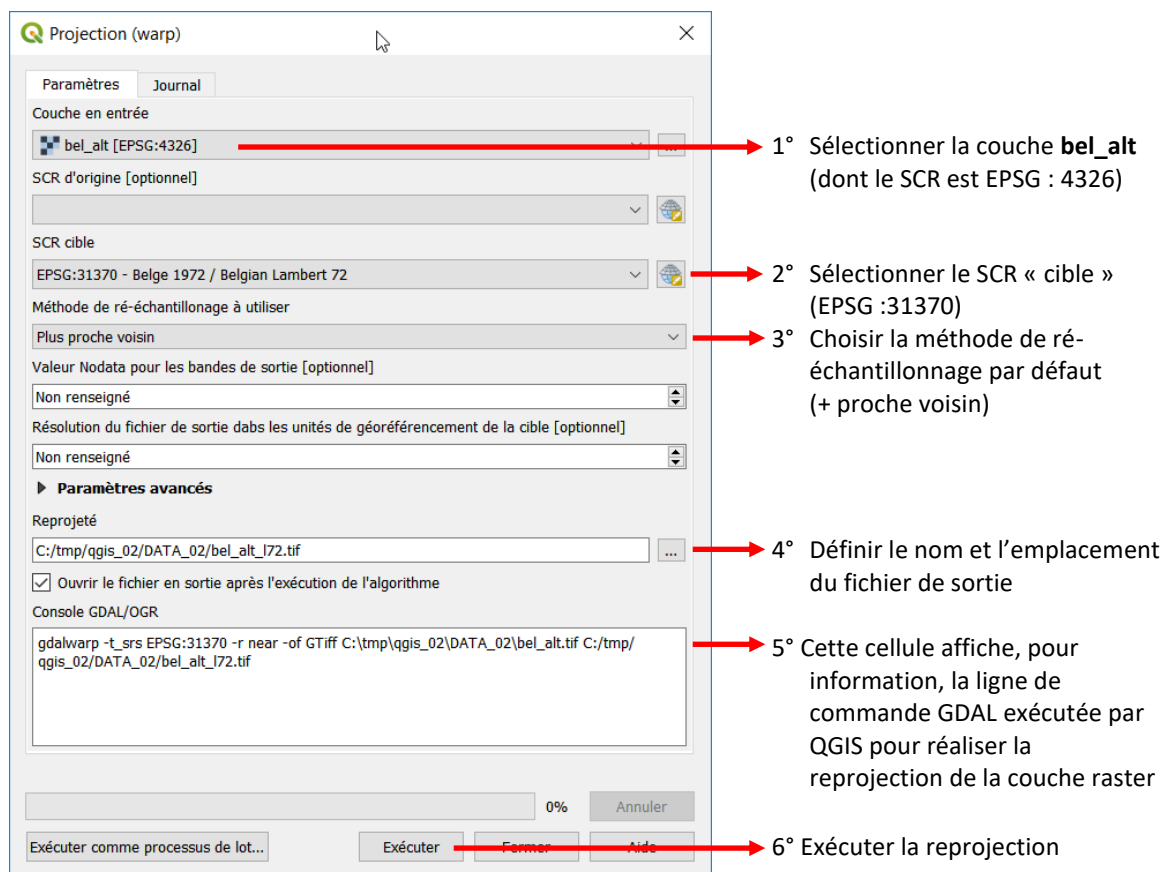 Projection (warp)
Paramètres Journal
Couche en entrée
bel_alt [EPSG:4326]
...
1° Sélectionner la couche bel_alt
(dont le SCR est EPSG : 4326)
SCR d'origine [optionnel]
SCR cible
EPSG:31370 - Belge 1972 / Belgian Lambert 72
2° Sélectionner le SCR « cible »
(EPSG :31370)
Méthode de ré-échantillonage à utiliser
Plus proche voisin
3° Choisir la méthode de ré-
échantillonnage par défaut
(+ proche voisin)
Valeur Nodata pour les bandes de sortie [optionnel]
Non renseigné
Résolution du fichier de sortie dabs les unités de géoréférencement de la cible [optionnel]
Non renseigné
Paramètres avancés
Reprojeté
C:/tmp/qgis_02/DATA_02/bel_alt_l72.tif
...
4° Définir le nom et l'emplacement
du fichier de sortie
Ouvrir le fichier en sortie après l'exécution de l'algorithme
Console GDAL/OGR
gdalwarp -t_srs EPSG:31370 -r near -of GTiff C:\tmp\qgis_02\DATA_02\bel_alt.tif C:/tmp/
qgis_02/DATA_02/bel_alt_l72.tif
5° Cette cellule affiche, pour
information, la ligne de
commande GDAL exécutée par
QGIS pour réaliser la
reprojection de la couche raster
0% Annuler
Exécuter comme processus de lot... Exécuter Fermer Aide
6° Exécuter la reprojection